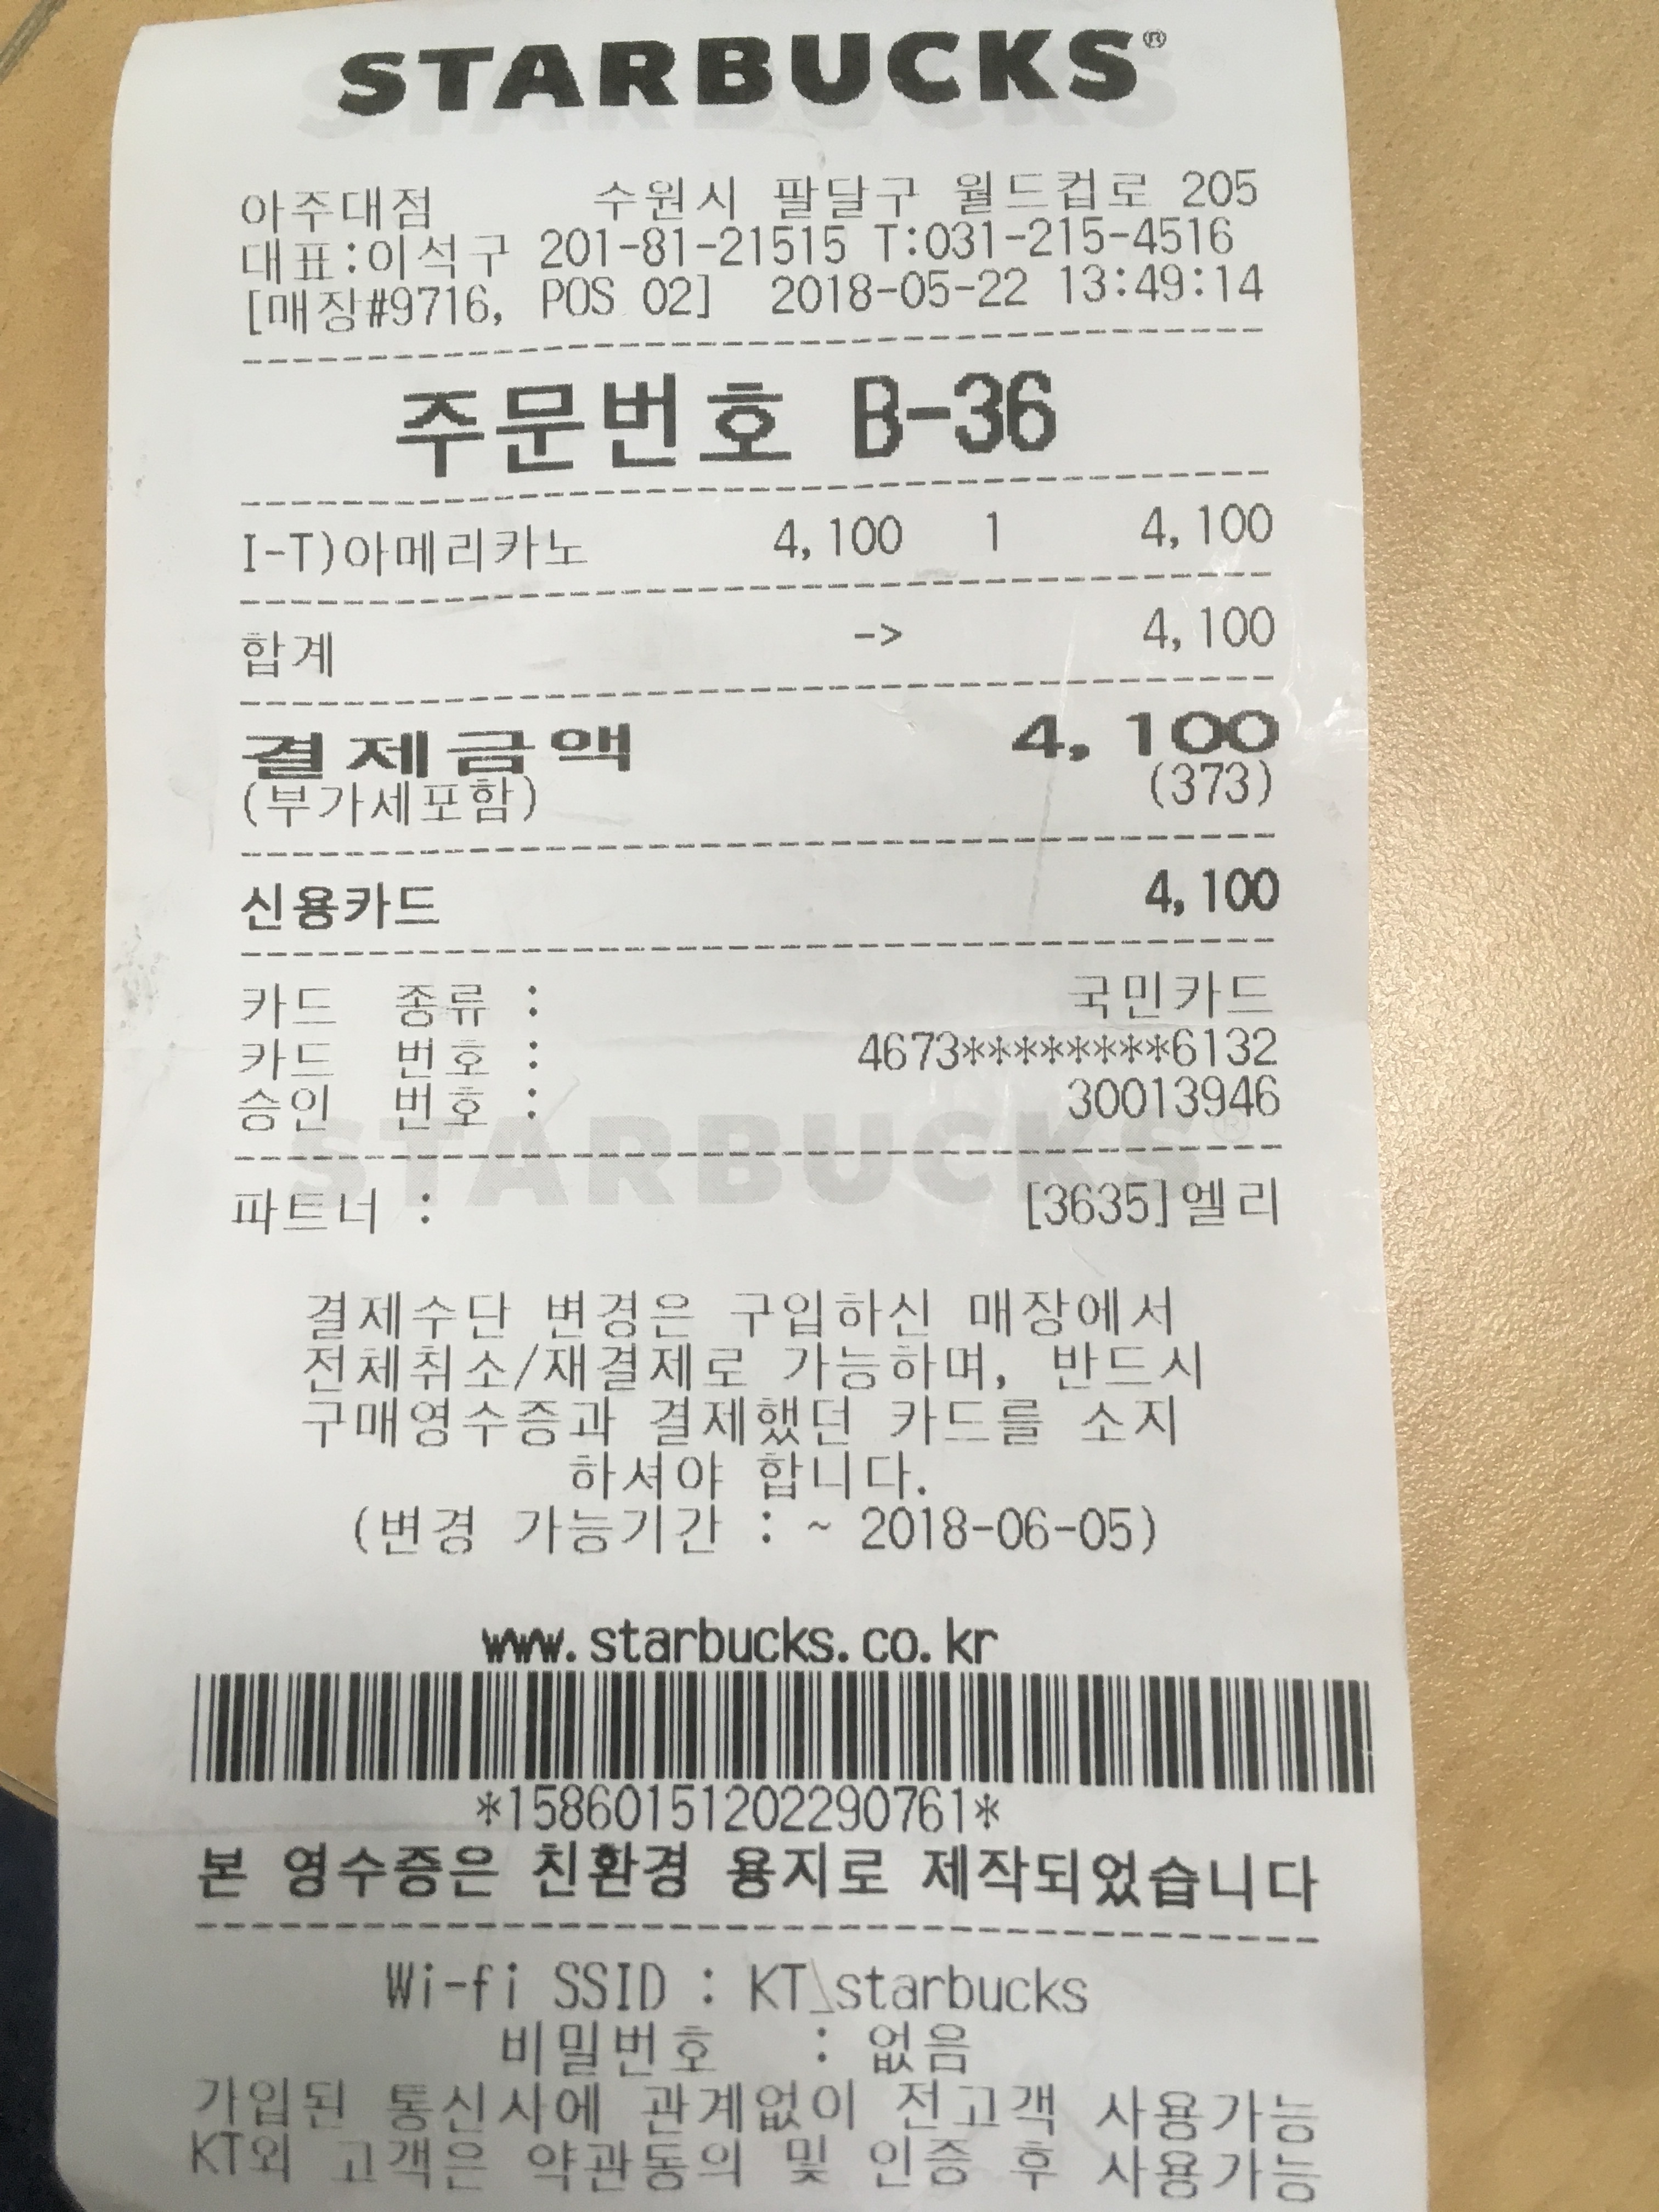 STARBUCKS®
아주대점 수원시 팔달구 월드컵로 205
대표:이석구 201-81-21515 T:031-215-4516
[매장#9716, POS 02] 2018-05-22 13:49:14
주문번호 B-36
I-T)아메리카노 4,100 1 4,100
합계 -> 4,100
결제금액 4,100
(부가세포함) (373)
신용카드 4,100
카드 종류 : 국민카드
카드 번호 : 4673********6132
승인 번호 : 30013946
STARBUCKS®
파트너 : [3635]엘리
결제수단 변경은 구입하신 매장에서
전체취소/재결제로 가능하며, 반드시
구매영수증과 결제했던 카드를 소지
하셔야 합니다.
(변경 가능기간 : ~ 2018-06-05)
www.starbucks.co.kr
*15860151202290761*
본 영수증은 친환경 용지로 제작되었습니다
Wi-fi SSID : KT_starbucks
비밀번호 : 없음
가입된 통신사에 관계없이 전고객 사용가능
KT외 고객은 약관동의 및 인증 후 사용가능